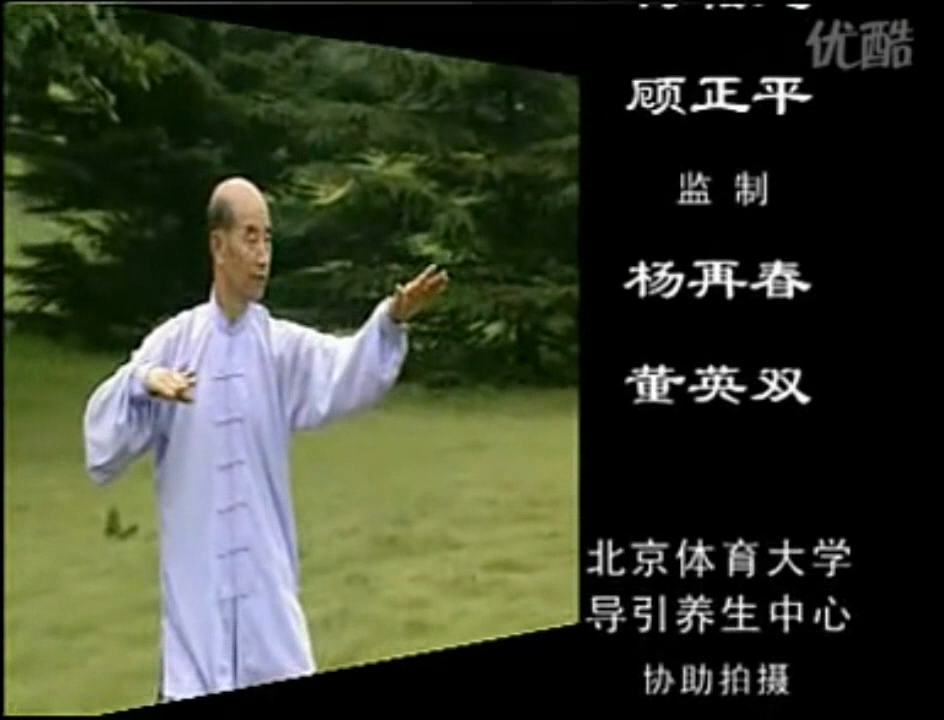 优酷
顾正平
监 制
杨再春
董英双
北京体育大学
导引养生中心
协助拍摄